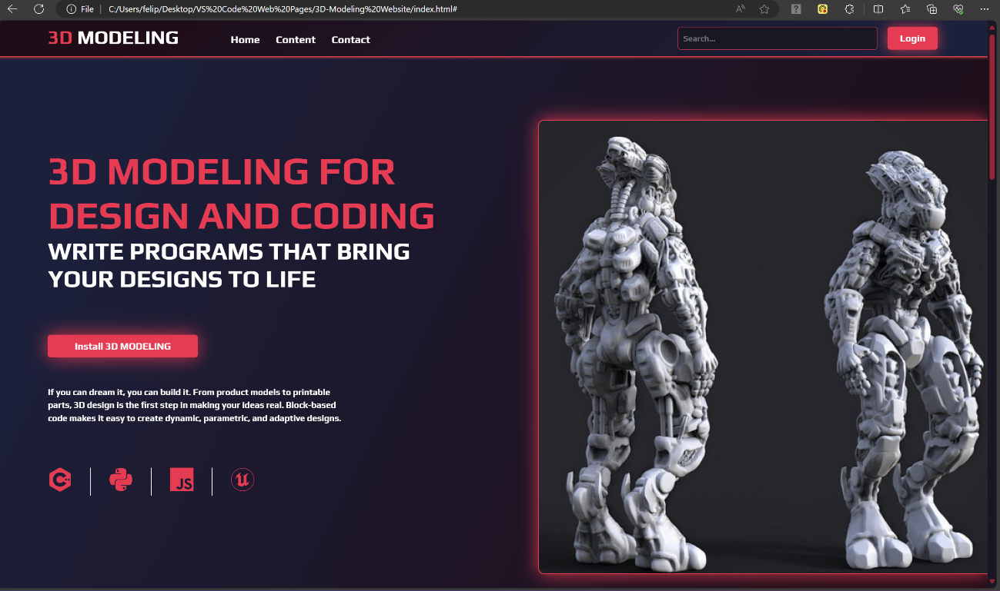 File
C:/Users/felip/Desktop/VS%20Code%20Web%20Pages/3D-Modeling%20Website/index.html#
3D MODELING
Home Content Contact
Search...
Login
3D MODELING FOR
DESIGN AND CODING
WRITE PROGRAMS THAT BRING
YOUR DESIGNS TO LIFE
Install 3D MODELING
If you can dream it, you can build it. From product models to printable
parts, 3D design is the first step in making your ideas real. Block-based
code makes it easy to create dynamic, parametric, and adaptive designs.
JS